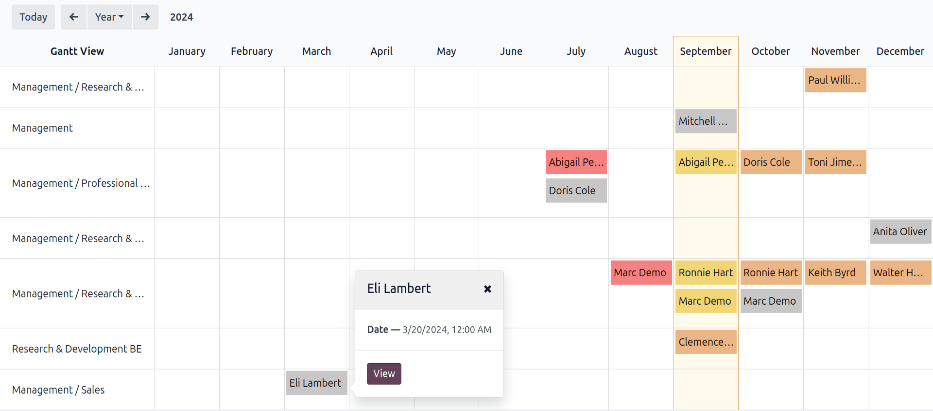 Today Year 2024
Gantt View January February March April May June July August September October November December
Management / Research & ... Paul Willi...
Management Mitchell ...
Management / Professional ... Abigail Pe... Abigail Pe... Doris Cole Toni Jime...
Doris Cole
Management / Research & ... Anita Oliver
Management / Research & ... Marc Demo Ronnie Hart Ronnie Hart Keith Byrd Walter H...
Marc Demo Marc Demo
Research & Development BE Clemence...
Management / Sales Eli Lambert
Eli Lambert
Date — 3/20/2024, 12:00 AM
View